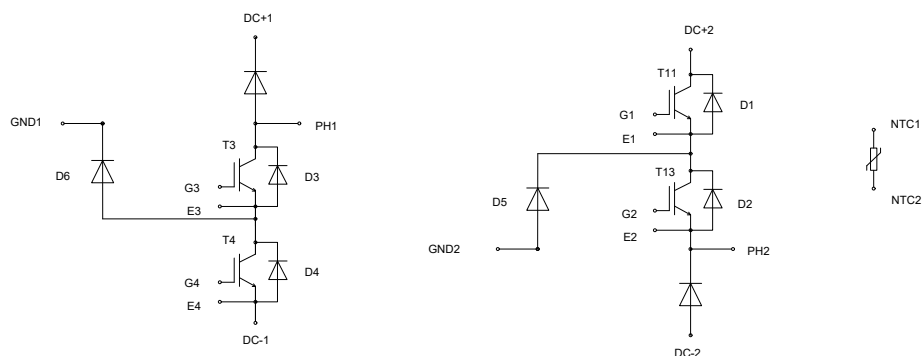 DC+1
DC+2
T11
G1
D1
E1
GND1
PH1
NTC1
T3
D6
G3
D3
T13
E3
D5
G2
D2
NTC2
T4
E2
G4
D4
GND2
PH2
E4
DC-1
DC-2